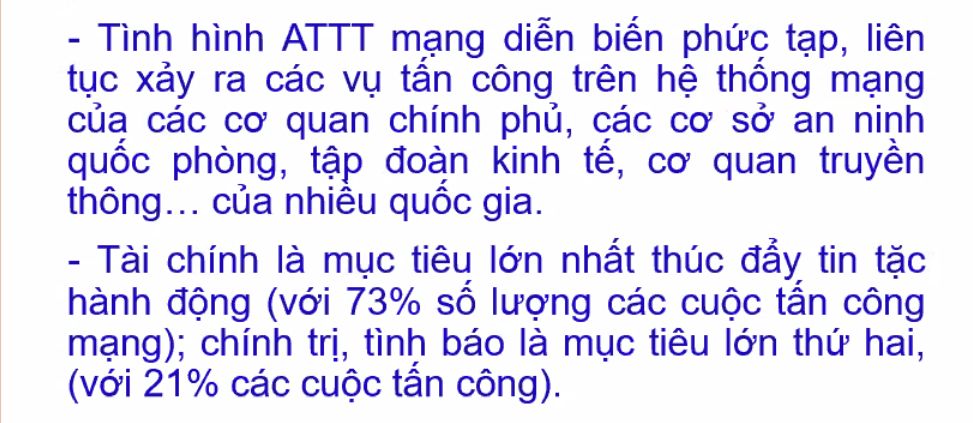 - Tình hình ATTT mạng diễn biến phức tạp, liên
tục xảy ra các vụ tấn công trên hệ thống mạng
của các cơ quan chính phủ, các cơ sở an ninh
quốc phòng, tập đoàn kinh tế, cơ quan truyền
thông... của nhiều quốc gia.
- Tài chính là mục tiêu lớn nhất thúc đẩy tin tặc
hành động (với 73% số lượng các cuộc tấn công
mạng); chính trị, tình báo là mục tiêu lớn thứ hai,
(với 21% các cuộc tấn công).